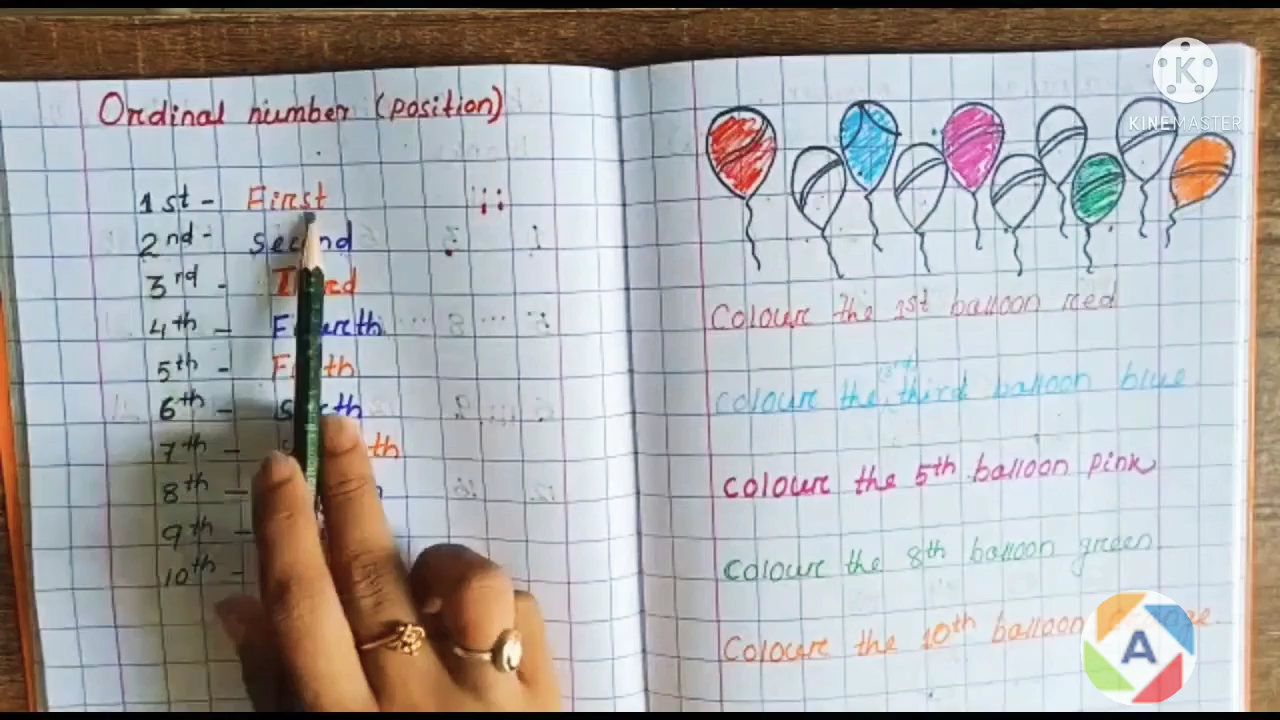 Ordinal number (position)
1st - First
2nd - second
3rd -
4th -
5th -
6th -
7th -
8th -
9th -
10th -
KINEMASTER
Colour the 1st balloon red
colour the third balloon blue
colour the 5th balloon pink
Colour the 8th balloon green
Colour the 10th balloon
A